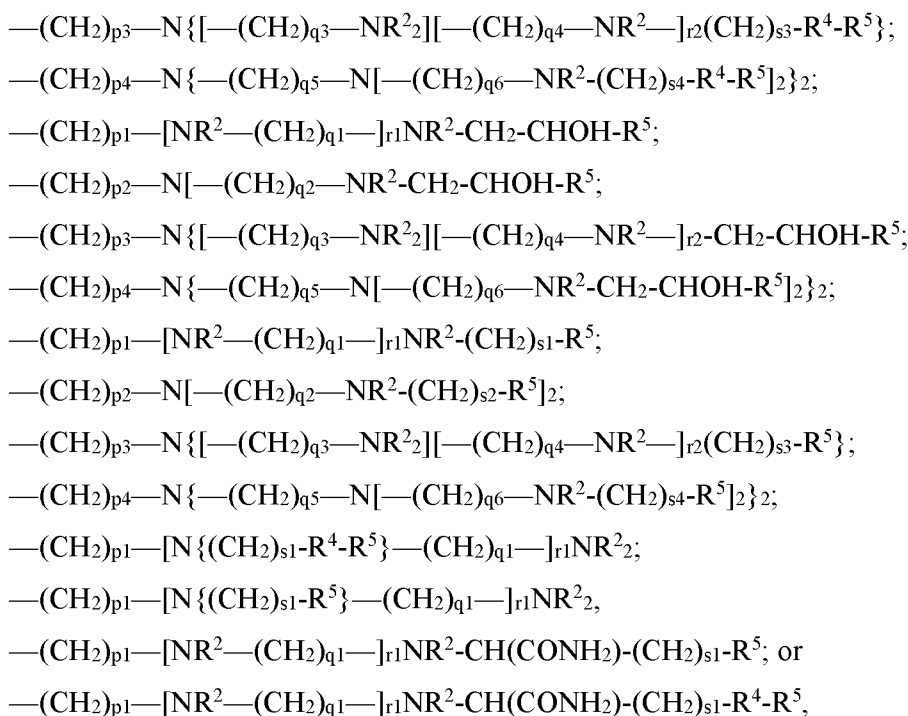 —(CH₂)p3—N{[—(CH₂)q3—NR²₂][—(CH₂)q4—NR²—]r2(CH₂)s3-R⁴-R⁵};
—(CH₂)p4—N{—(CH₂)q5—N[—(CH₂)q6—NR²-(CH₂)s4-R⁴-R⁵]₂}₂;
—(CH₂)p1—[NR²—(CH₂)q1—]r1NR²-CH₂-CHOH-R⁵;
—(CH₂)p2—N[—(CH₂)q2—NR²-CH₂-CHOH-R⁵;
—(CH₂)p3—N{[—(CH₂)q3—NR²₂][—(CH₂)q4—NR²—]r2-CH₂-CHOH-R⁵;
—(CH₂)p4—N{—(CH₂)q5—N[—(CH₂)q6—NR²-CH₂-CHOH-R⁵]₂}₂;
—(CH₂)p1—[NR²—(CH₂)q1—]r1NR²-(CH₂)s1-R⁵;
—(CH₂)p2—N[—(CH₂)q2—NR²-(CH₂)s2-R⁵]₂;
—(CH₂)p3—N{[—(CH₂)q3—NR²₂][—(CH₂)q4—NR²—]r2(CH₂)s3-R⁵};
—(CH₂)p4—N{—(CH₂)q5—N[—(CH₂)q6—NR²-(CH₂)s4-R⁵]₂}₂;
—(CH₂)p1—[N{(CH₂)s1-R⁴-R⁵}—(CH₂)q1—]r1NR²₂;
—(CH₂)p1—[N{(CH₂)s1-R⁵}—(CH₂)q1—]r1NR²₂,
—(CH₂)p1—[NR²—(CH₂)q1—]r1NR²-CH(CONH₂)-(CH₂)s1-R⁵; or
—(CH₂)p1—[NR²—(CH₂)q1—]r1NR²-CH(CONH₂)-(CH₂)s1-R⁴-R⁵,